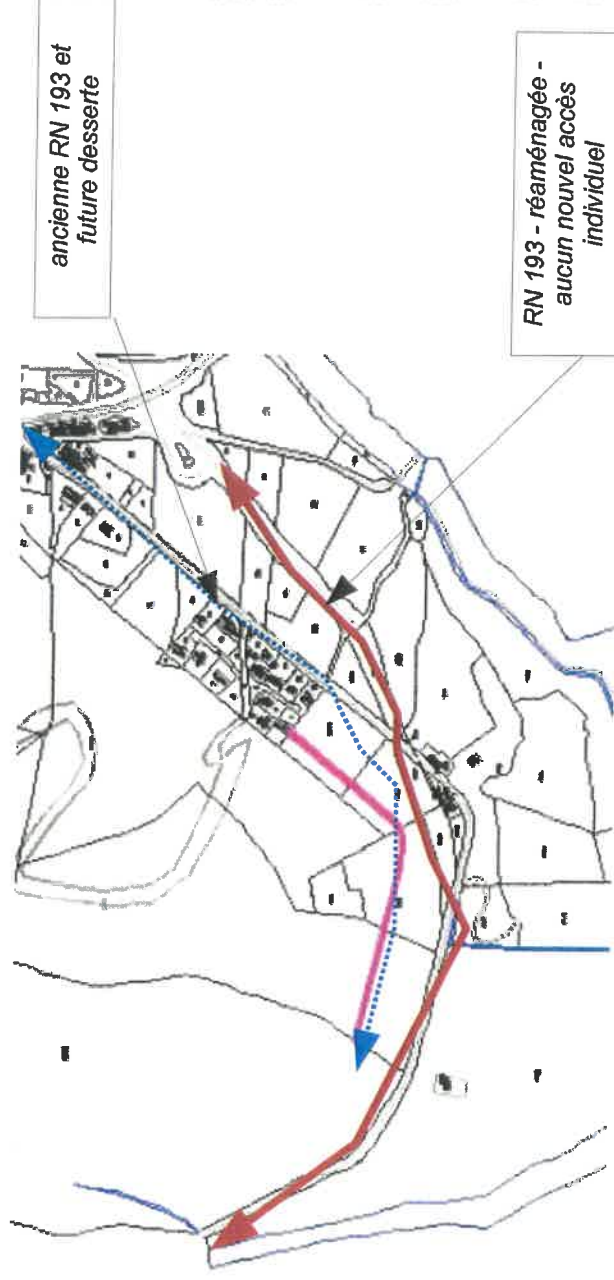 ancienne RN 193 et
future desserte
RN 193 - réaménagée -
aucun nouvel accès
individuel